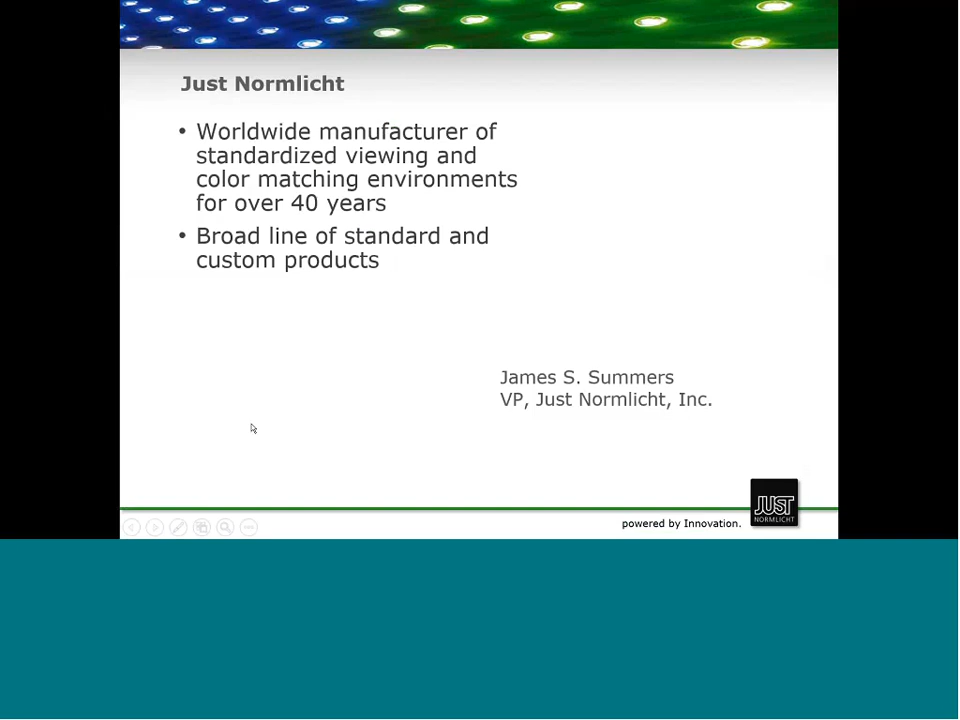 Just Normlicht
• Worldwide manufacturer of
standardized viewing and
color matching environments
for over 40 years
• Broad line of standard and
custom products
James S. Summers
VP, Just Normlicht, Inc.
powered by Innovation.
JUST
NORMLICHT